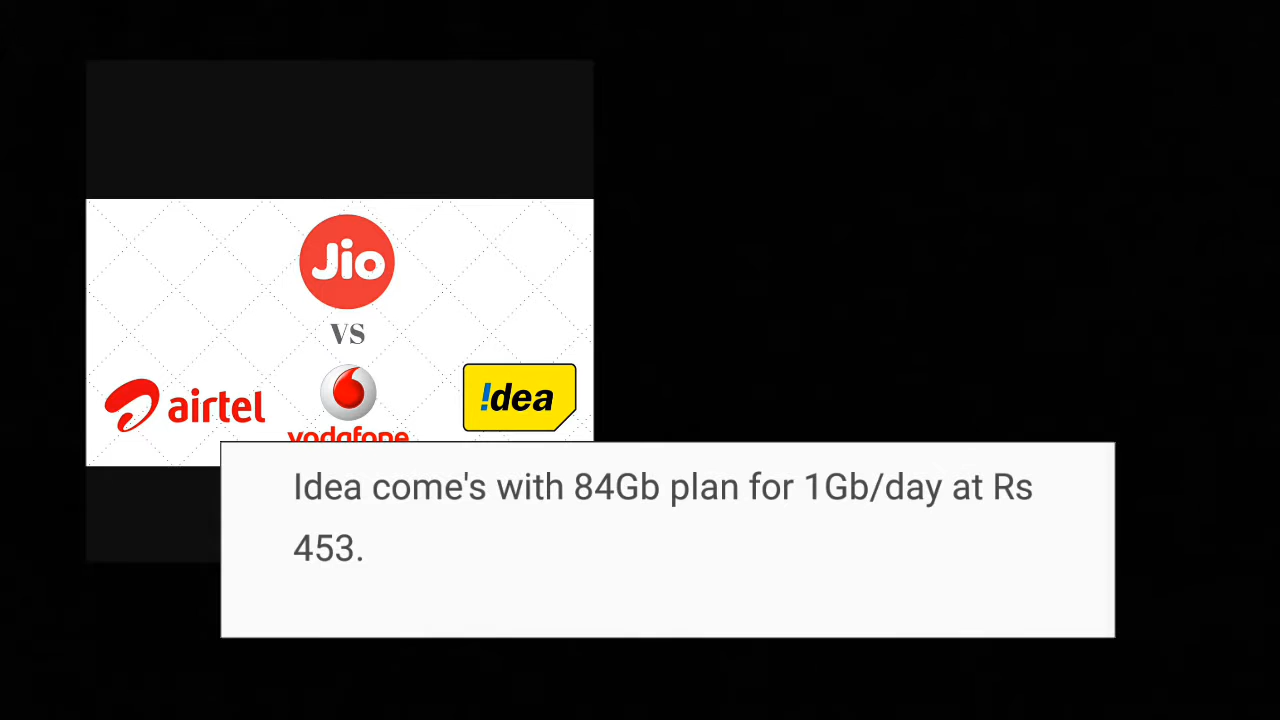 Jio
VS
airtel
vodafone
!dea
Idea come's with 84Gb plan for 1Gb/day at Rs
453.